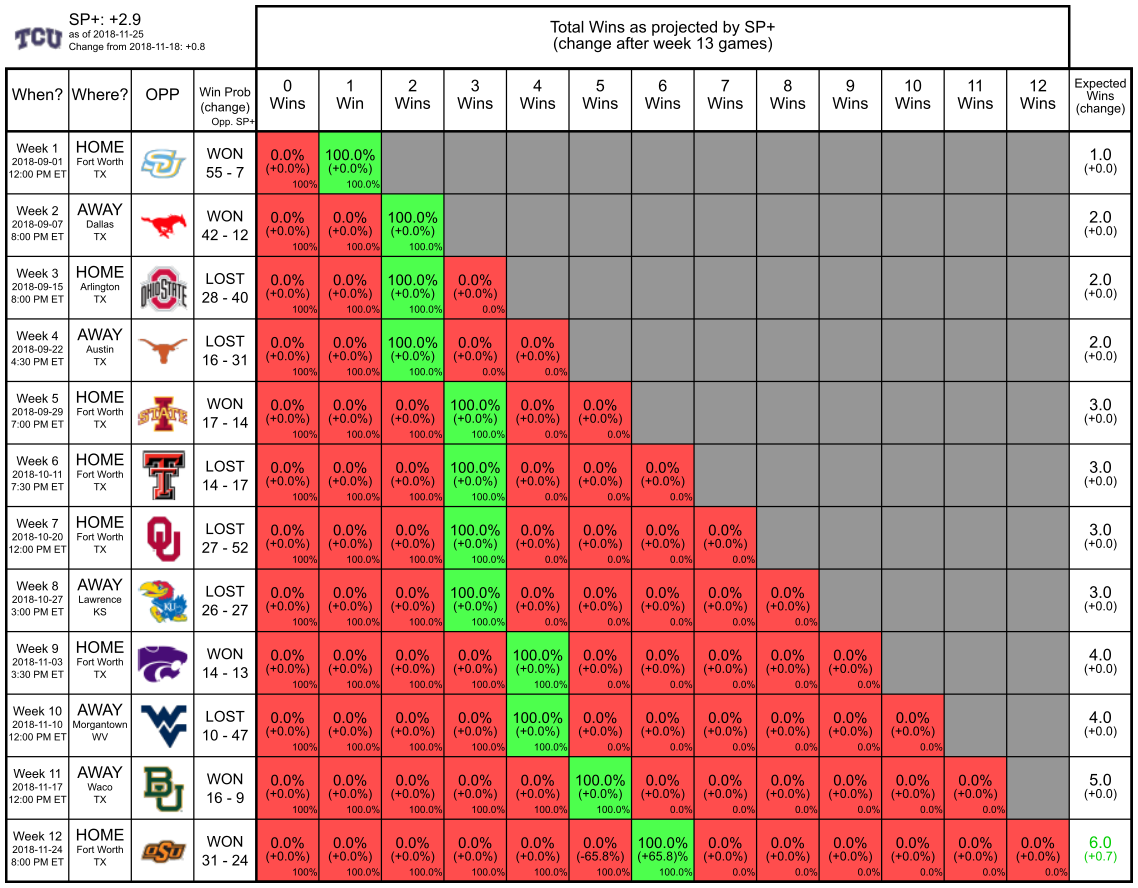 TCU SP+: +2.9
as of 2018-11-25
Change from 2018-11-18: +0.8
Total Wins as projected by SP+
(change after week 13 games)
When? Where? OPP Win Prob (change) Opp. SP+ 0 Wins 1 Win 2 Wins 3 Wins 4 Wins 5 Wins 6 Wins 7 Wins 8 Wins 9 Wins 10 Wins 11 Wins 12 Wins Expected Wins (change)
Week 1 HOME
2018-09-01 Fort Worth SU WON 0.0% 100.0% 1.0
12:00 PM ET TX 55 - 7 (+0.0%) (+0.0%) (+0.0)
100% 100.0%
Week 2 AWAY
2018-09-07 Dallas WON 0.0% 0.0% 100.0% 2.0
8:00 PM ET TX 42 - 12 (+0.0%) (+0.0%) (+0.0%) (+0.0)
100% 100.0% 100.0%
Week 3 HOME
2018-09-15 Arlington OHIO STATE LOST 0.0% 0.0% 100.0% 0.0% 2.0
8:00 PM ET TX 28 - 40 (+0.0%) (+0.0%) (+0.0%) (+0.0%) (+0.0)
100% 100.0% 100.0% 0.0%
Week 4 AWAY
2018-09-22 Austin LOST 0.0% 0.0% 100.0% 0.0% 0.0% 2.0
4:30 PM ET TX 16 - 31 (+0.0%) (+0.0%) (+0.0%) (+0.0%) (+0.0%) (+0.0)
100% 100.0% 100.0% 0.0% 0.0%
Week 5 HOME
2018-09-29 Fort Worth I STATE WON 0.0% 0.0% 0.0% 100.0% 0.0% 0.0% 3.0
7:00 PM ET TX 17 - 14 (+0.0%) (+0.0%) (+0.0%) (+0.0%) (+0.0%) (+0.0%) (+0.0)
100% 100.0% 100.0% 100.0% 0.0% 0.0%
Week 6 HOME
2018-10-11 Fort Worth T LOST 0.0% 0.0% 0.0% 100.0% 0.0% 0.0% 0.0% 3.0
7:30 PM ET TX 14 - 17 (+0.0%) (+0.0%) (+0.0%) (+0.0%) (+0.0%) (+0.0%) (+0.0%) (+0.0)
100% 100.0% 100.0% 100.0% 0.0% 0.0% 0.0%
Week 7 HOME
2018-10-20 Fort Worth OU LOST 0.0% 0.0% 0.0% 100.0% 0.0% 0.0% 0.0% 0.0% 3.0
12:00 PM ET TX 27 - 52 (+0.0%) (+0.0%) (+0.0%) (+0.0%) (+0.0%) (+0.0%) (+0.0%) (+0.0%) (+0.0)
100% 100.0% 100.0% 100.0% 0.0% 0.0% 0.0% 0.0%
Week 8 AWAY
2018-10-27 Lawrence KU LOST 0.0% 0.0% 0.0% 100.0% 0.0% 0.0% 0.0% 0.0% 0.0% 3.0
3:00 PM ET KS 26 - 27 (+0.0%) (+0.0%) (+0.0%) (+0.0%) (+0.0%) (+0.0%) (+0.0%) (+0.0%) (+0.0%) (+0.0)
100% 100.0% 100.0% 100.0% 0.0% 0.0% 0.0% 0.0% 0.0%
Week 9 HOME
2018-11-03 Fort Worth WON 0.0% 0.0% 0.0% 0.0% 100.0% 0.0% 0.0% 0.0% 0.0% 0.0% 4.0
3:30 PM ET TX 14 - 13 (+0.0%) (+0.0%) (+0.0%) (+0.0%) (+0.0%) (+0.0%) (+0.0%) (+0.0%) (+0.0%) (+0.0%) (+0.0)
100% 100.0% 100.0% 100.0% 100.0% 0.0% 0.0% 0.0% 0.0% 0.0%
Week 10 AWAY
2018-11-10 Morgantown WV LOST 0.0% 0.0% 0.0% 0.0% 100.0% 0.0% 0.0% 0.0% 0.0% 0.0% 0.0% 4.0
12:00 PM ET WV 10 - 47 (+0.0%) (+0.0%) (+0.0%) (+0.0%) (+0.0%) (+0.0%) (+0.0%) (+0.0%) (+0.0%) (+0.0%) (+0.0%) (+0.0)
100% 100.0% 100.0% 100.0% 100.0% 0.0% 0.0% 0.0% 0.0% 0.0% 0.0%
Week 11 AWAY
2018-11-17 Waco BU WON 0.0% 0.0% 0.0% 0.0% 0.0% 100.0% 0.0% 0.0% 0.0% 0.0% 0.0% 0.0% 5.0
12:00 PM ET TX 16 - 9 (+0.0%) (+0.0%) (+0.0%) (+0.0%) (+0.0%) (+0.0%) (+0.0%) (+0.0%) (+0.0%) (+0.0%) (+0.0%) (+0.0%) (+0.0)
100% 100.0% 100.0% 100.0% 100.0% 100.0% 0.0% 0.0% 0.0% 0.0% 0.0% 0.0%
Week 12 HOME
2018-11-24 Fort Worth OSU WON 0.0% 0.0% 0.0% 0.0% 0.0% 0.0% 100.0% 0.0% 0.0% 0.0% 0.0% 0.0% 0.0% 6.0
8:00 PM ET TX 31 - 24 (+0.0%) (+0.0%) (+0.0%) (+0.0%) (+0.0%) (-65.8%) (+65.8)% (+0.0%) (+0.0%) (+0.0%) (+0.0%) (+0.0%) (+0.0%) (+0.7)
100% 100.0% 100.0% 100.0% 100.0% 100.0% 100.0% 0.0% 0.0% 0.0% 0.0% 0.0% 0.0%